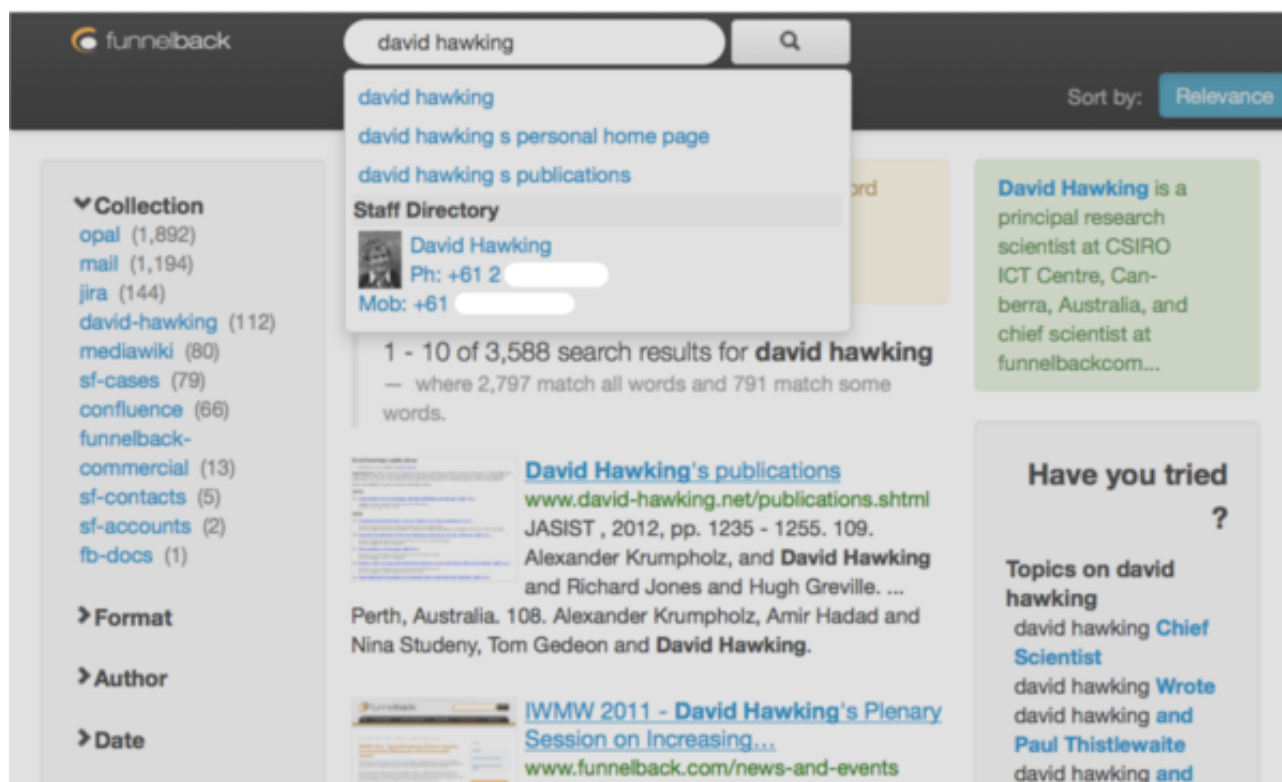 funnelback
david hawking
david hawking
david hawking s personal home page
david hawking s publications
Staff Directory
David Hawking
Ph: +61 2
Mob: +61
Sort by: Relevance
Collection
opal (1,892)
mail (1,194)
jira (144)
david-hawking (112)
mediawiki (80)
sf-cases (79)
confluence (66)
funnelback-
commercial (13)
sf-contacts (5)
sf-accounts (2)
fb-docs (1)
Format
Author
Date
1 - 10 of 3,588 search results for david hawking
— where 2,797 match all words and 791 match some
words.
David Hawking's publications
www.david-hawking.net/publications.shtml
JASIST , 2012, pp. 1235 - 1255. 109.
Alexander Krumpholz, and David Hawking
and Richard Jones and Hugh Greville. ...
Perth, Australia. 108. Alexander Krumpholz, Amir Hadad and
Nina Studeny, Tom Gedeon and David Hawking.
IWMW 2011 - David Hawking's Plenary
Session on Increasing...
www.funnelback.com/news-and-events
David Hawking is a
principal research
scientist at CSIRO
ICT Centre, Can-
berra, Australia, and
chief scientist at
funnelbackcom...
Have you tried
?
Topics on david
hawking
david hawking Chief
Scientist
david hawking Wrote
david hawking and
Paul Thistlewaite
david hawking and